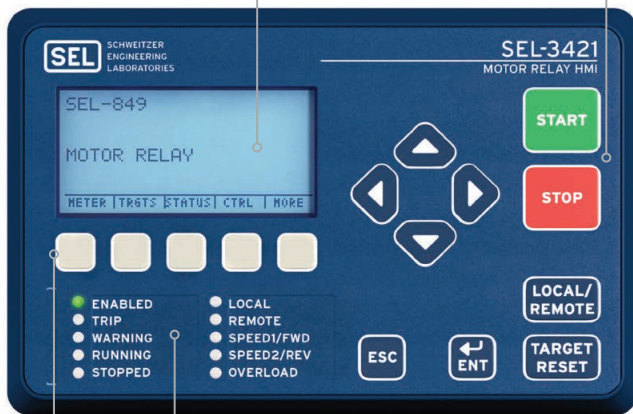 SEL
SCHWEITZER
ENGINEERING
LABORATORIES
SEL-3421
MOTOR RELAY HMI
SEL-849
MOTOR RELAY
METER | TRGTS | STATUS | CTRL | MORE
START
STOP
ENABLED
TRIP
WARNING
RUNNING
STOPPED
LOCAL
REMOTE
SPEED1/FWD
SPEED2/REV
OVERLOAD
ESC
ENT
LOCAL/
REMOTE
TARGET
RESET